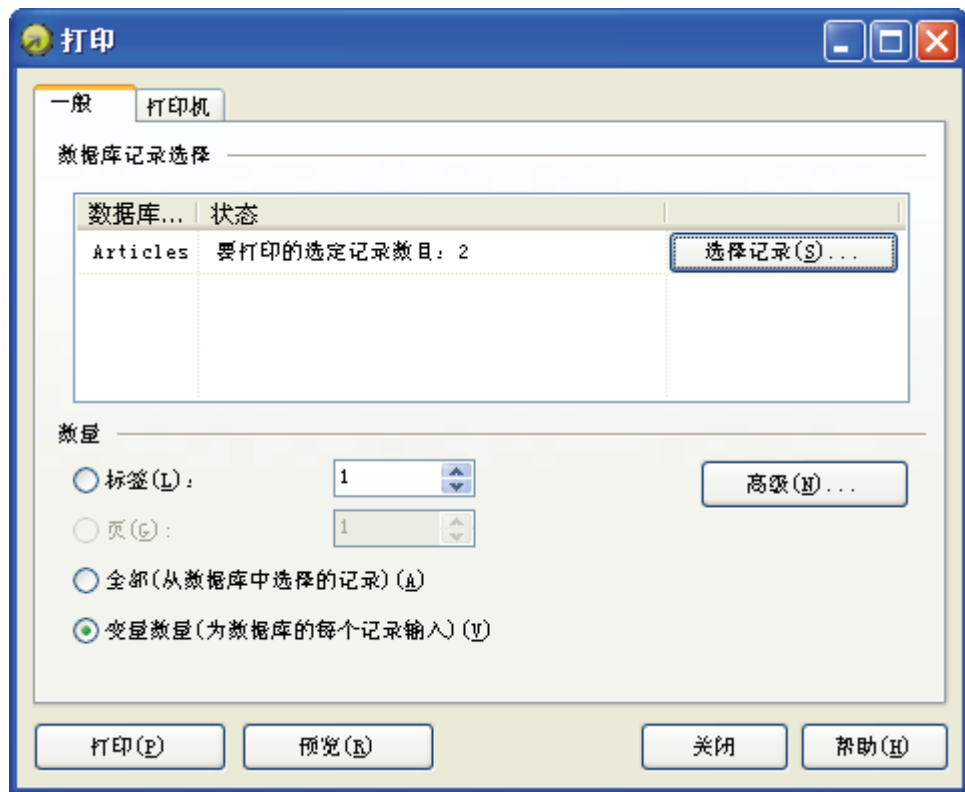 打印
一般 打印机
数据库记录选择
数据库... 状态
Articles 要打印的选定记录数目: 2 选择记录(S)...
数量
标签(L): 1 高级(N)...
页(G): 1
全部(从数据库中选择的记录)(A)
变量数量(为数据库的每个记录输入)(V)
打印(P) 预览(R) 关闭 帮助(H)